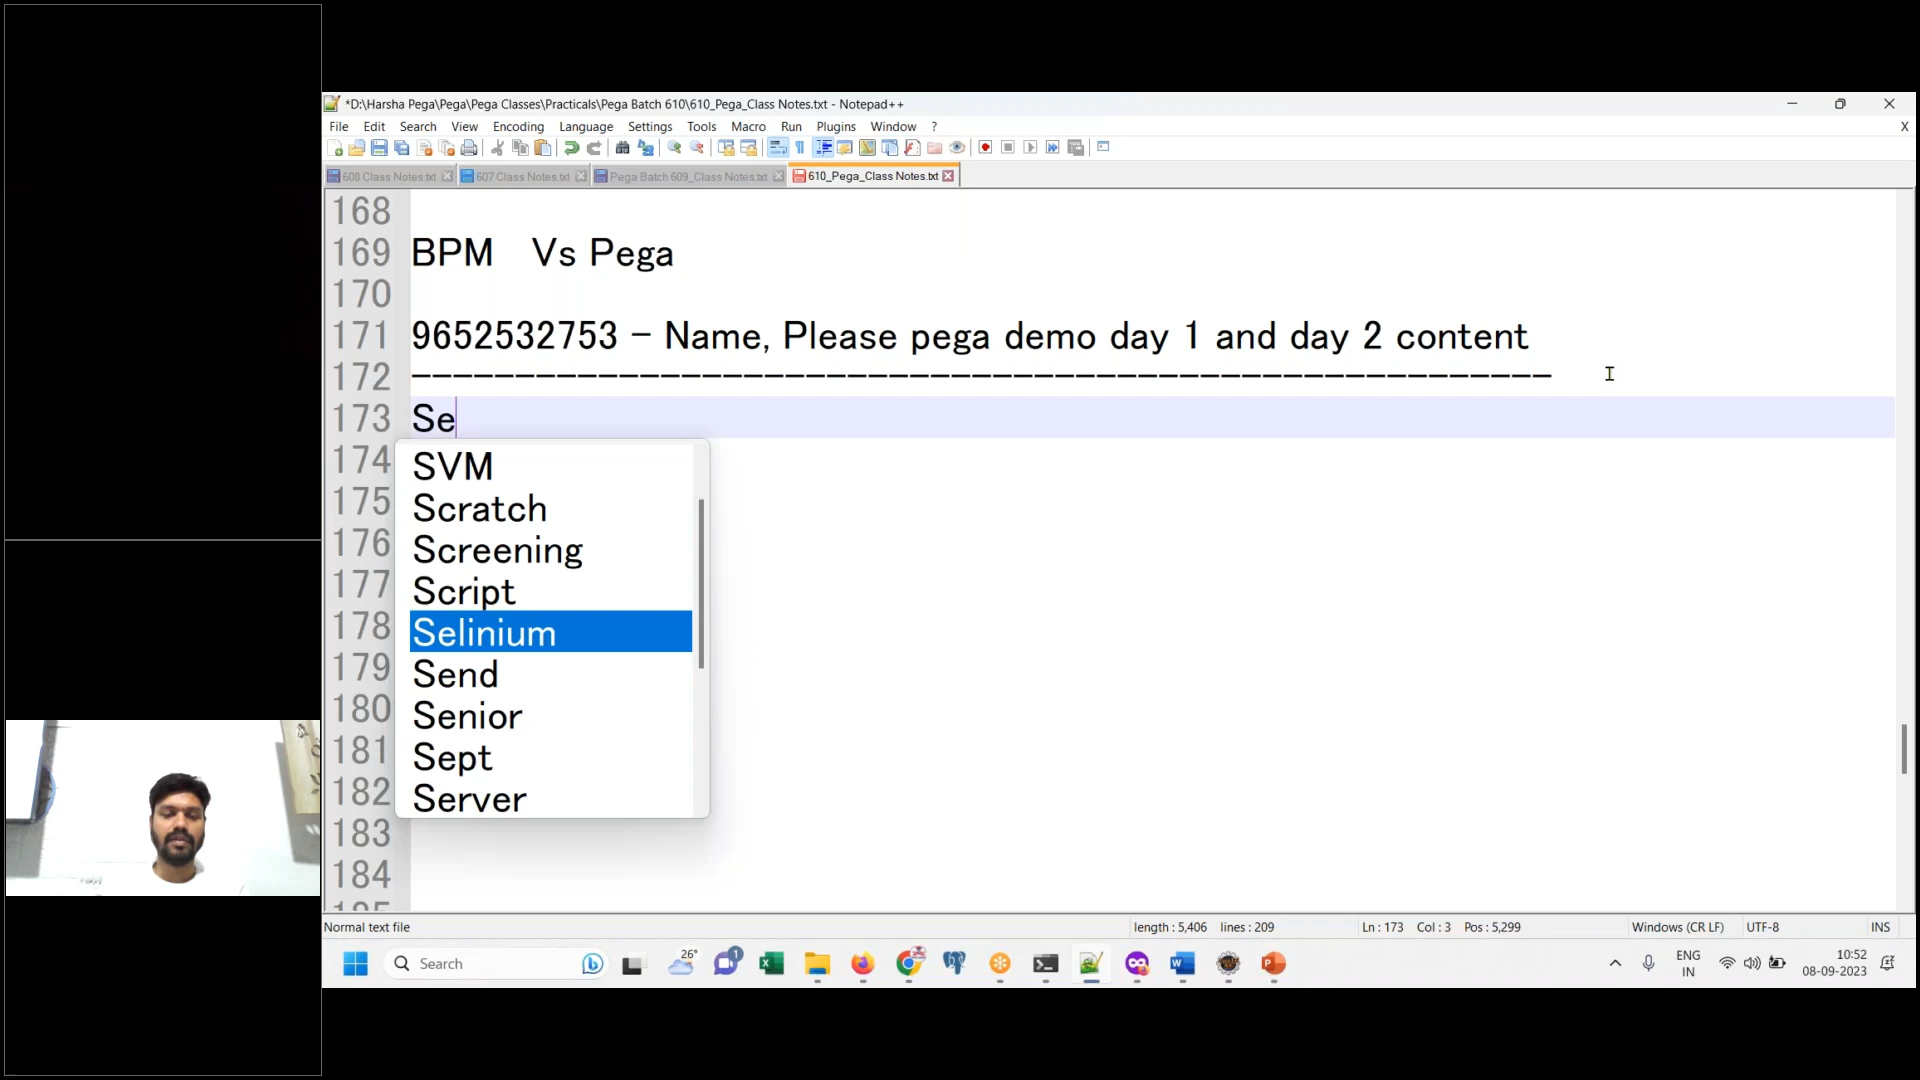 *D:\Harsha Pega\Pega\Pega Classes\Practicals\Pega Batch 610\610_Pega_Class Notes.txt - Notepad++
File Edit Search View Encoding Language Settings Tools Macro Run Plugins Window ? X
608 Class Notes.txt 607 Class Notes.txt Pega Batch 609_Class Notes.txt 610_Pega_Class Notes.txt
168
169 BPM Vs Pega
170
171 9652532753 - Name, Please pega demo day 1 and day 2 content
172 -------------------------------------------------------
173 Se
SVM
Scratch
Screening
Script
Selinium
Send
Senior
Sept
Server
174
175
176
177
178
179
180
181
182
183
184
185
Normal text file length : 5,406 lines : 209 Ln : 173 Col : 3 Pos : 5,299 Windows (CR LF) UTF-8 INS
Search 26° 1 ENG IN 10:52 08-09-2023